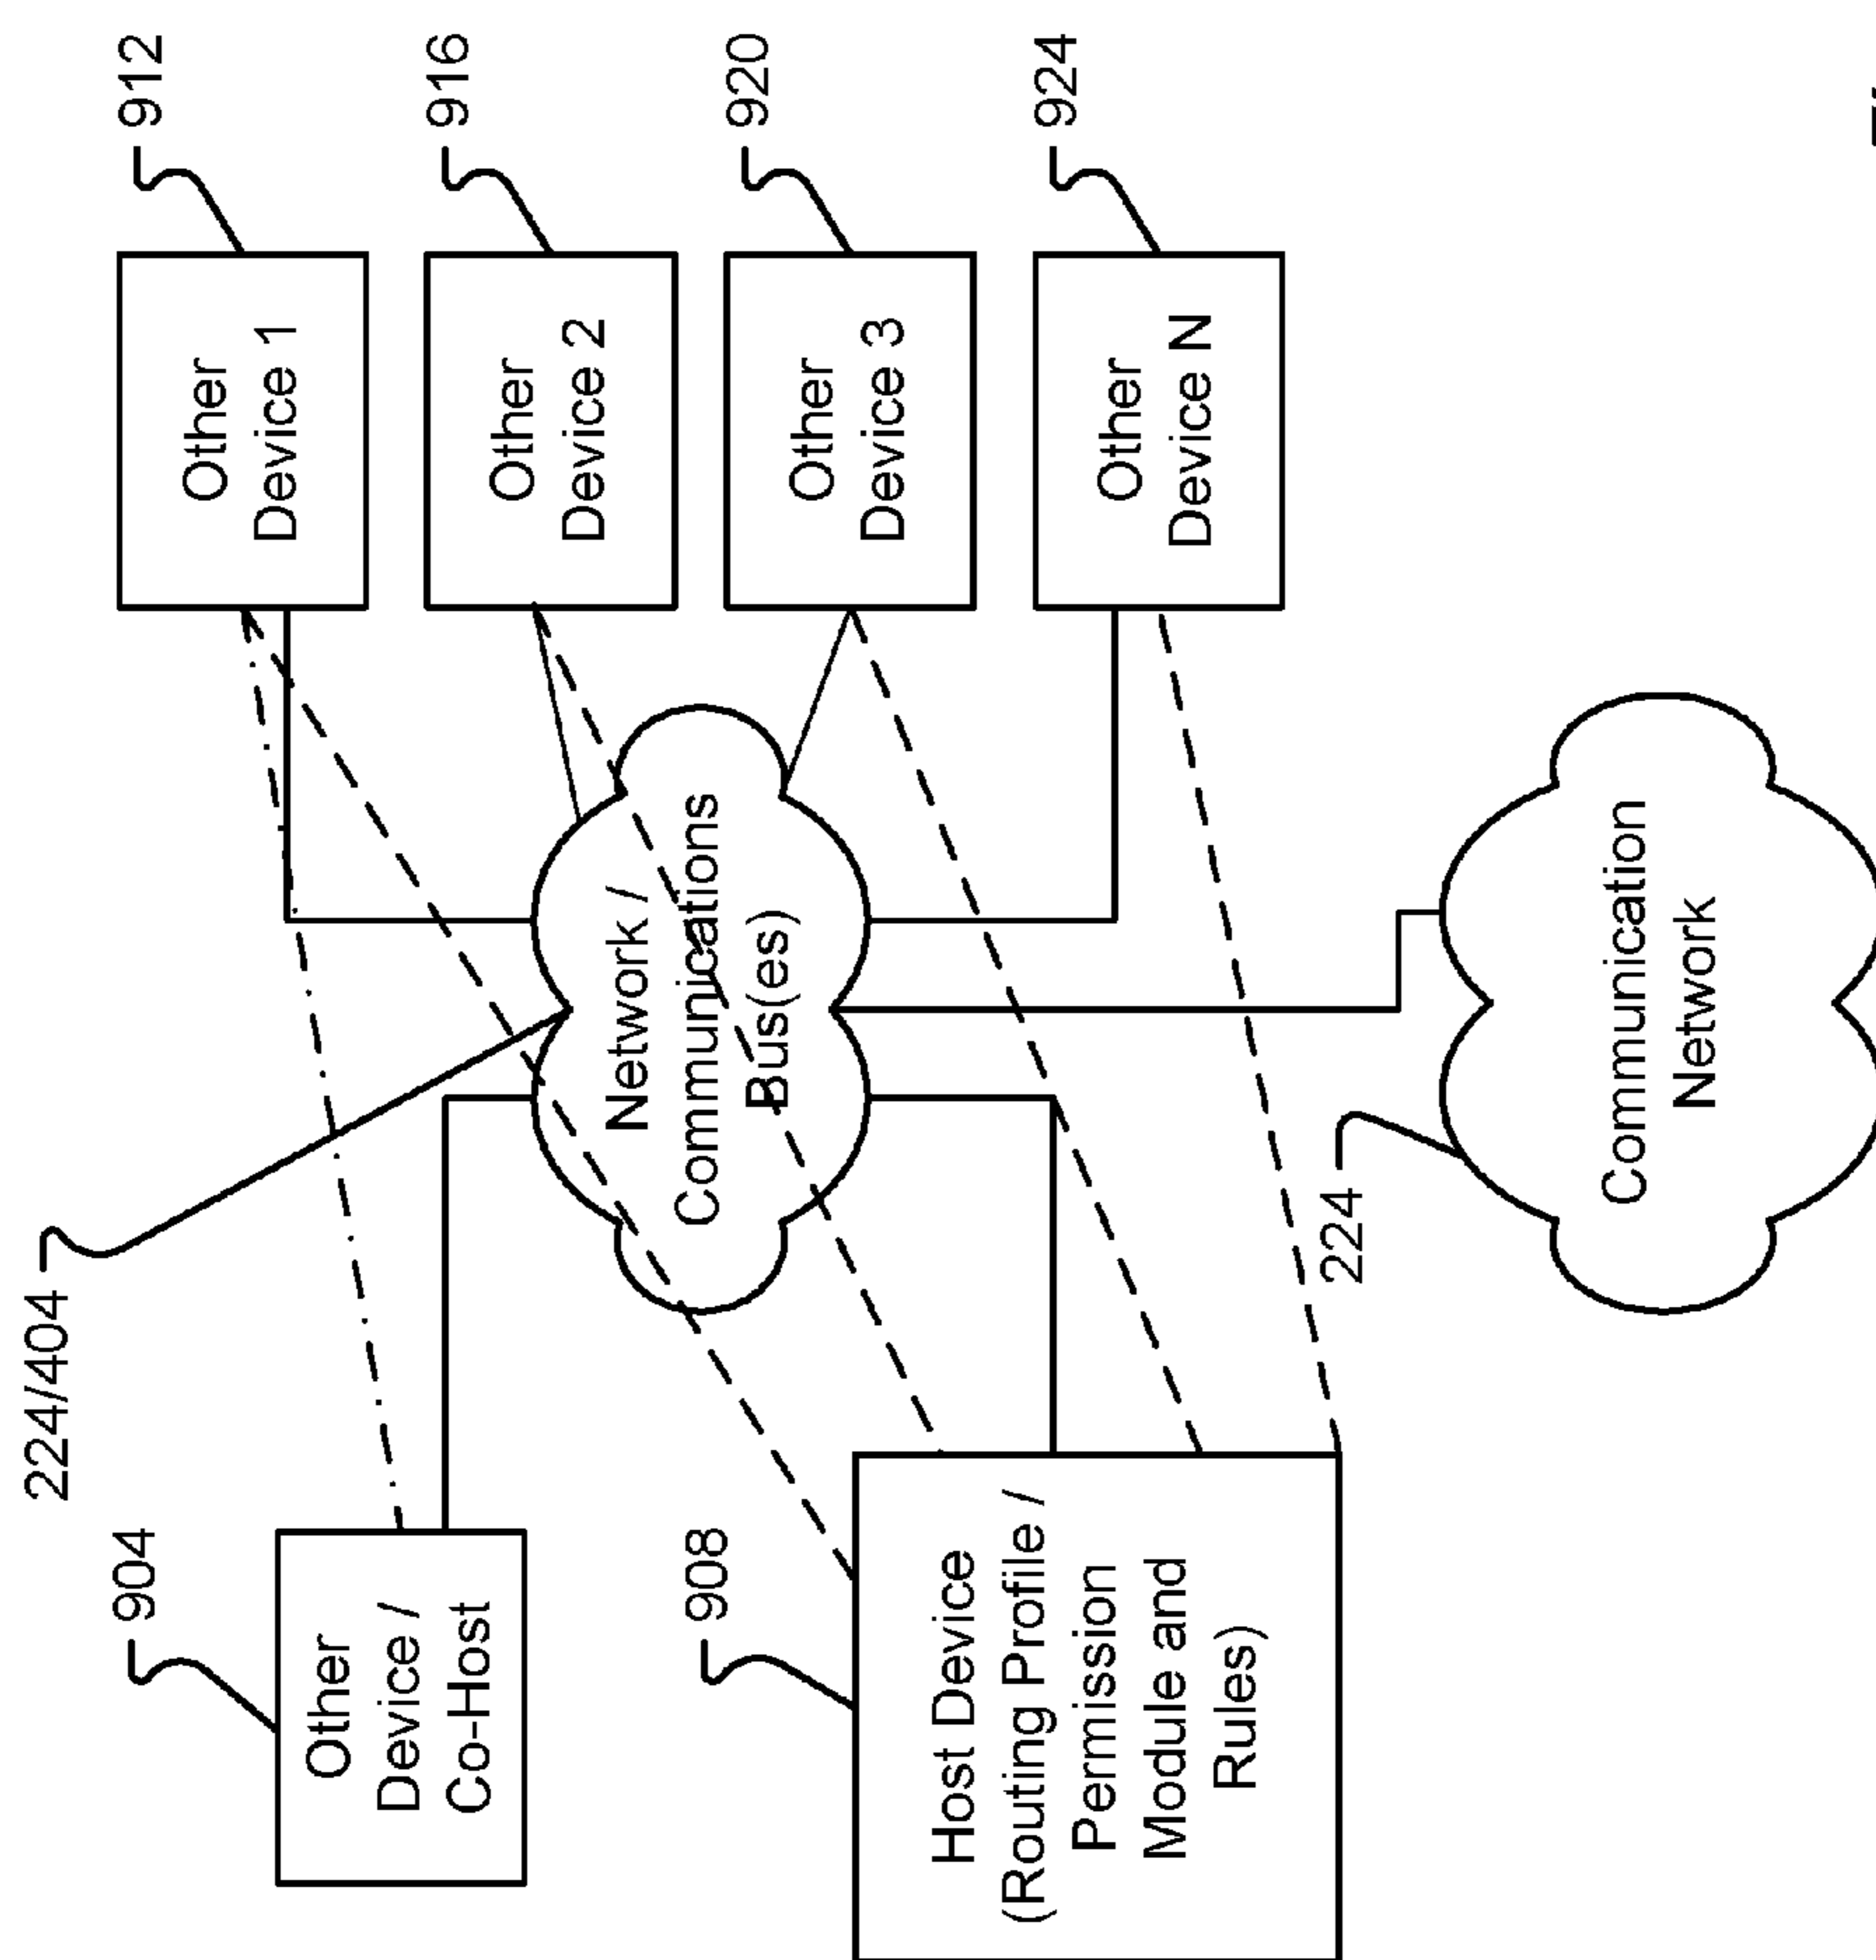 224/404
904
Other
Device /
Co-Host
908
Host Device
(Routing Profile /
Permission
Module and
Rules)
Network /
Communications
Bus(es)
224
Communication
Network
912
Other
Device 1
916
Other
Device 2
920
Other
Device 3
924
Other
Device N